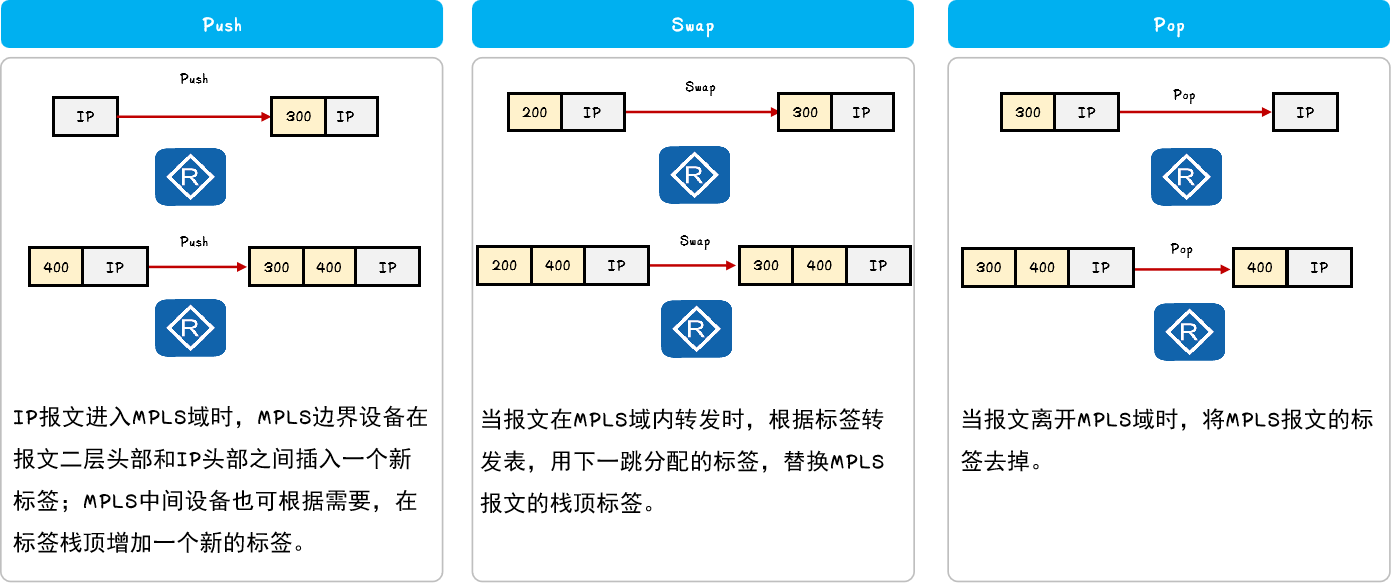 Push
Push
IP
300 IP
R
Push
400 IP
300 400 IP
R
IP报文进入MPLS域时，MPLS边界设备在
报文二层头部和IP头部之间插入一个新
标签；MPLS中间设备也可根据需要，在
标签栈顶增加一个新的标签。
Swap
Swap
200 IP
300 IP
R
Swap
200 400 IP
300 400 IP
R
当报文在MPLS域内转发时，根据标签转
发表，用下一跳分配的标签，替换MPLS
报文的栈顶标签。
Pop
Pop
300 IP
IP
R
Pop
300 400 IP
400 IP
R
当报文离开MPLS域时，将MPLS报文的标
签去掉。